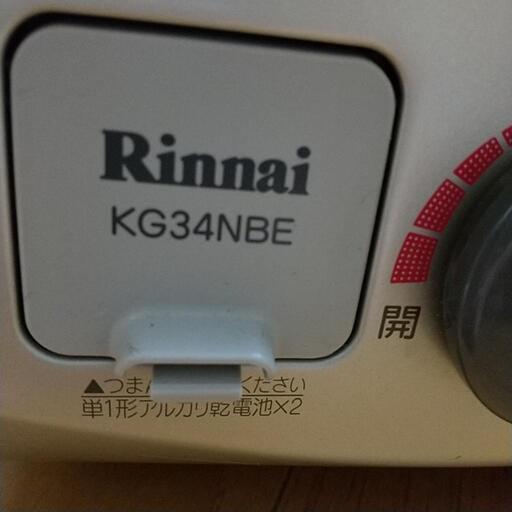 Rinnai
KG34NBE
開
▲つまん ください
単1形アルカリ乾電池×2